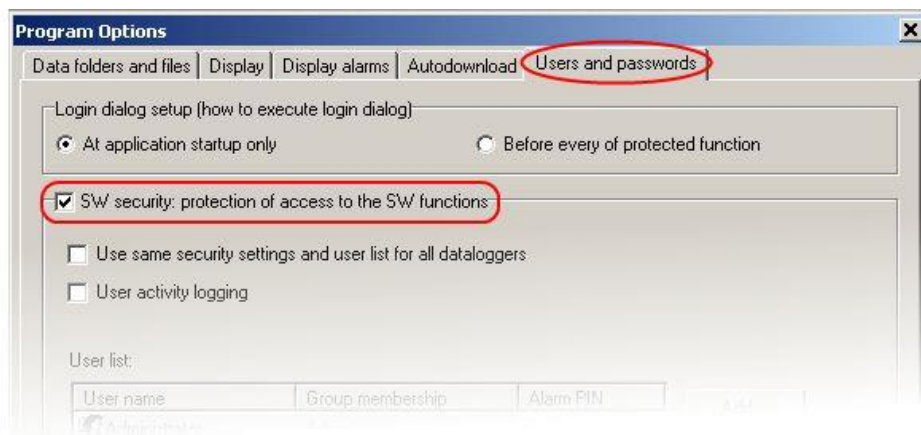 Program Options
Data folders and files Display Display alarms Autodownload Users and passwords
Login dialog setup (how to execute login dialog)
At application startup only Before every of protected function
SW security: protection of access to the SW functions
Use same security settings and user list for all dataloggers
User activity logging
User list:
User name Group membership Alarm PIN
Administrator